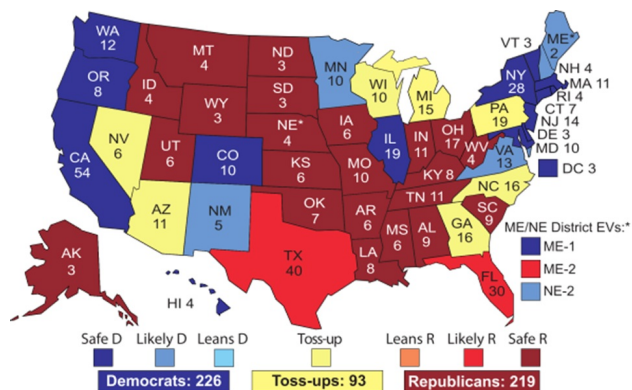 WA
12
OR
8
CA
54
NV
6
ID
4
MT
4
WY
3
UT
6
AZ
11
CO
10
NM
5
ND
3
SD
3
NE*
4
KS
6
OK
7
TX
40
MN
10
IA
6
MO
10
AR
6
LA
8
WI
10
IL
19
MI
15
IN
11
OH
17
KY 8
TN 11
MS
6
AL
9
GA
16
FL
30
SC
9
NC 16
VA
13
WV
4
PA
19
NY
28
VT 3
ME*
2
NH 4
MA 11
RI 4
CT 7
NJ 14
DE 3
MD 10
DC 3
AK
3
HI 4
ME/NE District EVs:*
ME-1
ME-2
NE-2
Safe D Likely D Leans D Toss-up Leans R Likely R Safe R
Democrats: 226 Toss-ups: 93 Republicans: 219